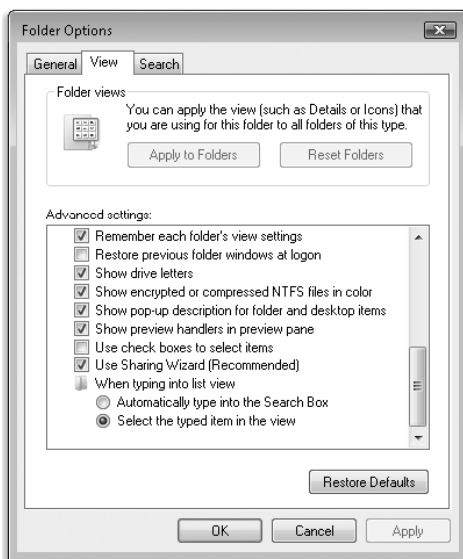 Folder Options
General View Search
Folder views
You can apply the view (such as Details or Icons) that
you are using for this folder to all folders of this type.
Apply to Folders Reset Folders
Advanced settings:
Remember each folder's view settings
Restore previous folder windows at logon
Show drive letters
Show encrypted or compressed NTFS files in color
Show pop-up description for folder and desktop items
Show preview handlers in preview pane
Use check boxes to select items
Use Sharing Wizard (Recommended)
When typing into list view
Automatically type into the Search Box
Select the typed item in the view
Restore Defaults
OK Cancel Apply